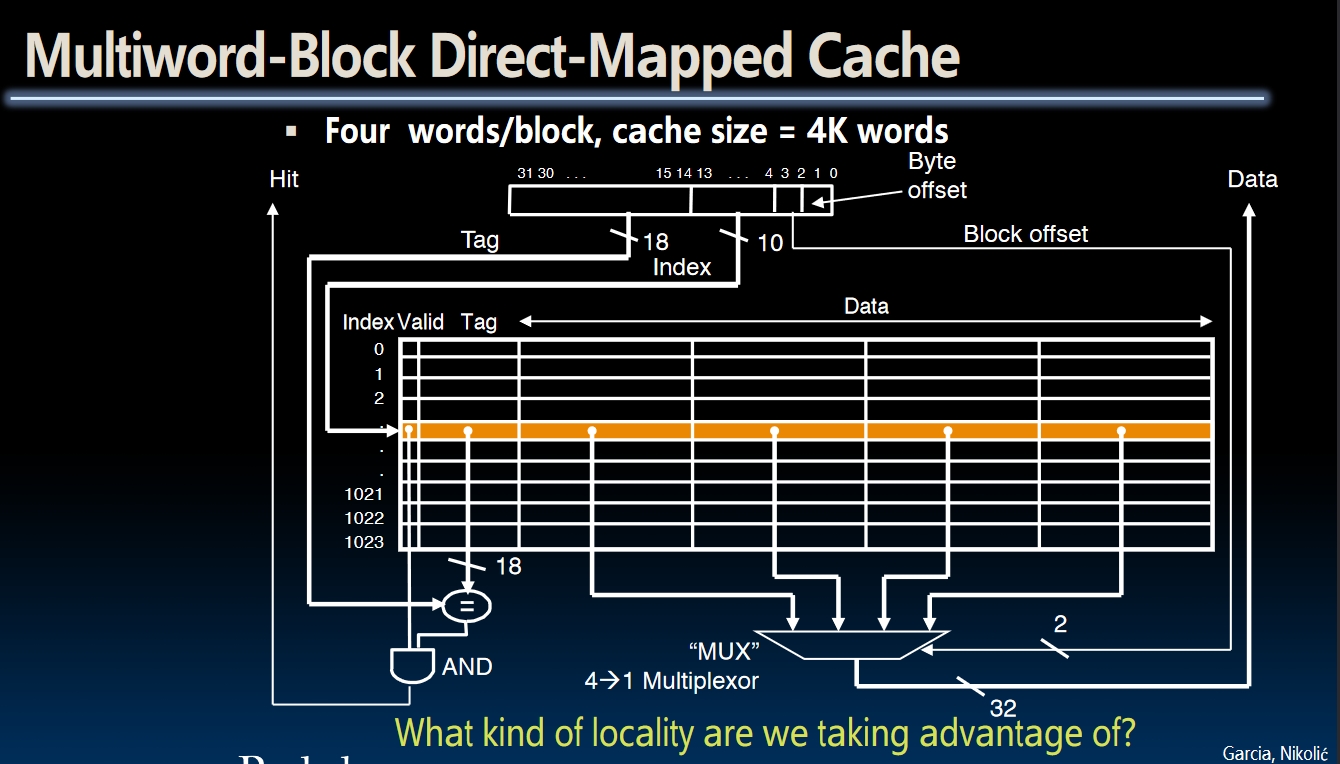 Multiword-Block Direct-Mapped Cache
▪ Four words/block, cache size = 4K words
Hit
31 30 ... 15 14 13 ... 4 3 2 1 0
Byte
offset
Data
Tag
18
10
Block offset
Index
Data
Index Valid Tag
0
1
2
.
.
.
1021
1022
1023
18
=
2
"MUX"
AND
4→1 Multiplexor
32
What kind of locality are we taking advantage of?
Garcia, Nikolić